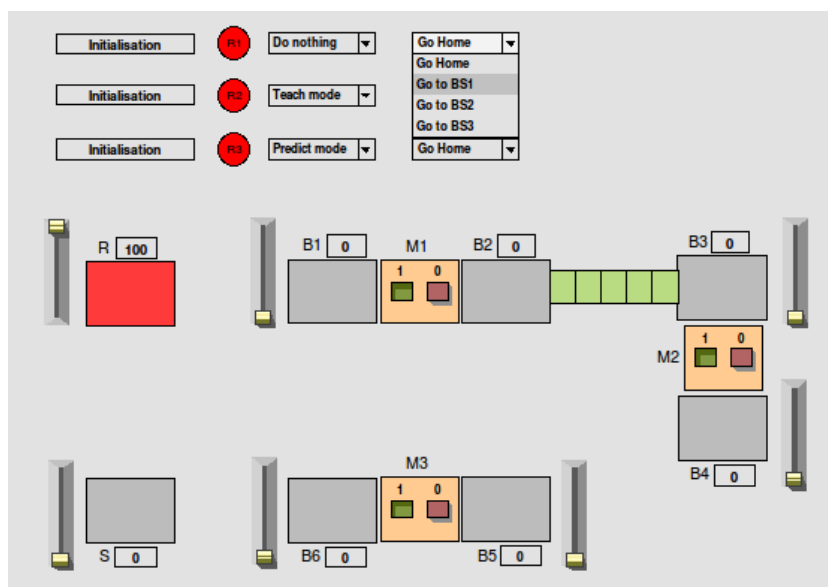 Initialisation R1 Do nothing Go Home
Go Home
Go to BS1
Initialisation R2 Teach mode Go to BS2
Go to BS3
Initialisation R3 Predict mode Go Home
R 100 B1 0 M1 B2 0 B3 0
1 0
M2 1 0
M3
1 0
B4 0
S 0 B6 0 B5 0